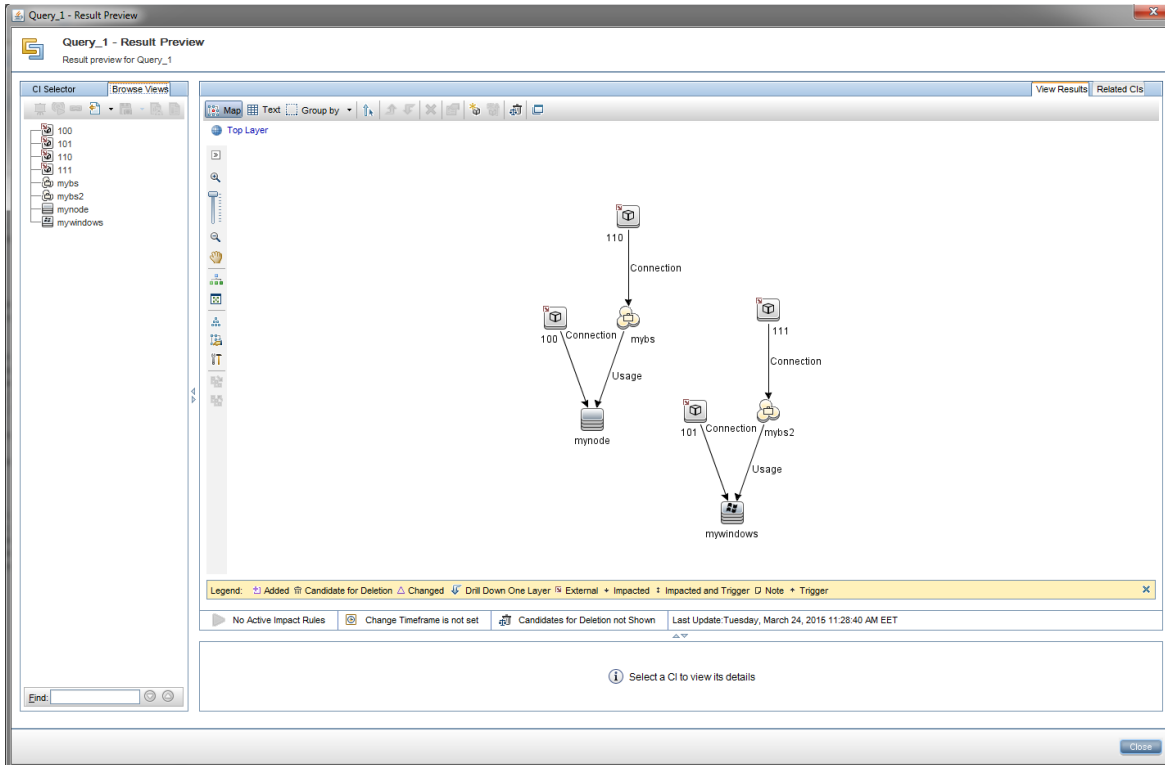 Query_1 - Result Preview
Query_1 - Result Preview
Result preview for Query_1
CI Selector
Browse Views
View Results
Related CIs
Map
Text
Group by
Top Layer
100
101
110
111
mybs
mybs2
mynode
mywindows
110
Connection
100
Connection
mybs
111
Usage
Connection
mynode
101
Connection
mybs2
Usage
mywindows
Legend: Added Candidate for Deletion Changed Drill Down One Layer External Impacted Impacted and Trigger Note Trigger
No Active Impact Rules
Change Timeframe is not set
Candidates for Deletion not Shown
Last Update:Tuesday, March 24, 2015 11:28:40 AM EET
Select a CI to view its details
Find:
Close